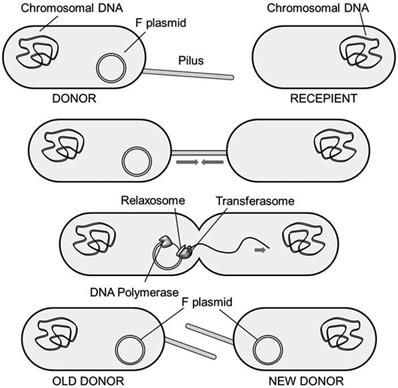 Chromosomal DNA
F plasmid
Chromosomal DNA
Pilus
DONOR
RECEPIENT
Relaxosome
Transferasome
DNA Polymerase
F plasmid
OLD DONOR
NEW DONOR